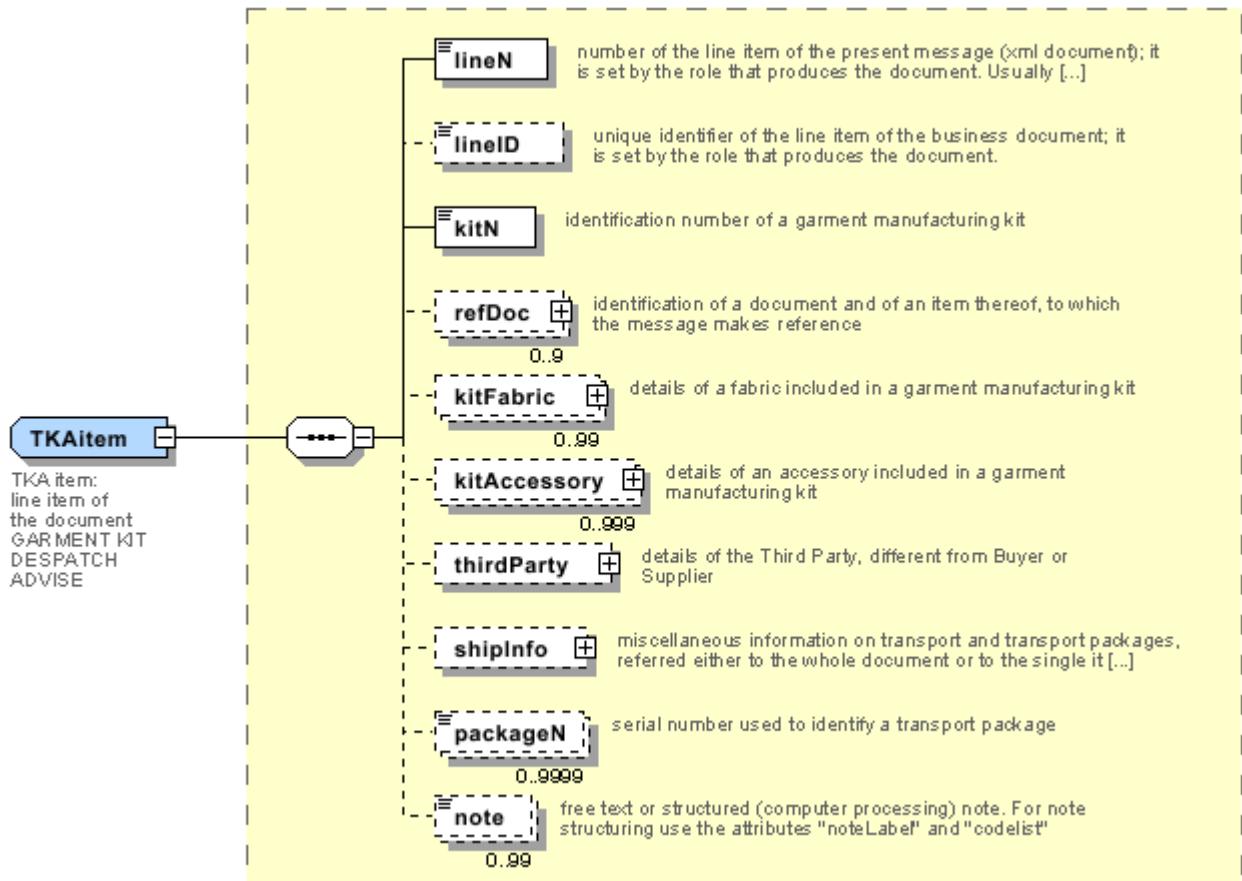 lineN
number of the line item of the present message (xml document); it
is set by the role that produces the document. Usually [...]
lineID
unique identifier of the line item of the business document; it
is set by the role that produces the document.
kitN
identification number of a garment manufacturing kit
refDoc
identification of a document and of an item thereof, to which
the message makes reference
0..9
kitFabric
details of a fabric included in a garment manufacturing kit
0..99
TKAitem
TKA item:
line item of
the document
GARMENT KIT
DESPATCH
ADVISE
kitAccessory
details of an accessory included in a garment
manufacturing kit
0..999
thirdParty
details of the Third Party, different from Buyer or
Supplier
shipInfo
miscellaneous information on transport and transport packages,
referred either to the whole document or to the single it [...]
packageN
serial number used to identify a transport package
0..9999
note
free text or structured (computer processing) note. For note
structuring use the attributes "noteLabel" and "codelist"
0..99